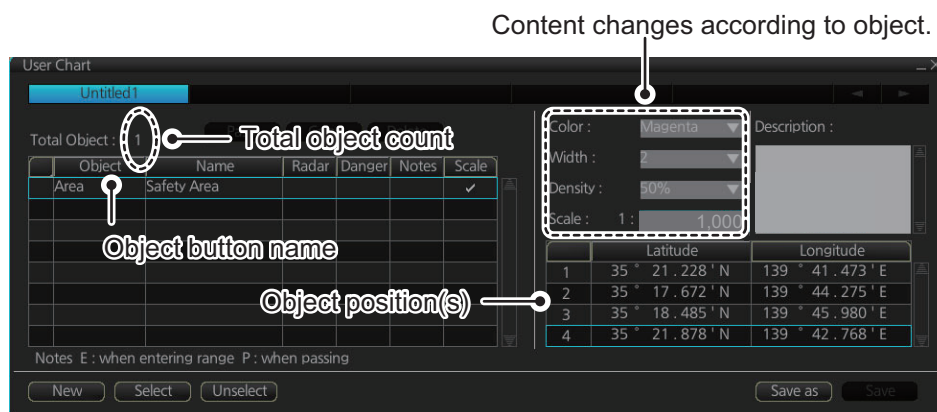 Content changes according to object.
User Chart
Untitled1
Total Object : 1
Total object count
Object Name Radar Danger Notes Scale
Area Safety Area ✓
Object button name
Object position(s)
Notes E : when entering range P : when passing
Color : Magenta
Width : 2
Density : 50%
Scale : 1 : 1,000
Description :
Latitude Longitude
1 35 ° 21 . 228 ' N 139 ° 41 . 473 ' E
2 35 ° 17 . 672 ' N 139 ° 44 . 275 ' E
3 35 ° 18 . 485 ' N 139 ° 45 . 980 ' E
4 35 ° 21 . 878 ' N 139 ° 42 . 768 ' E
New Select Unselect Save as Save